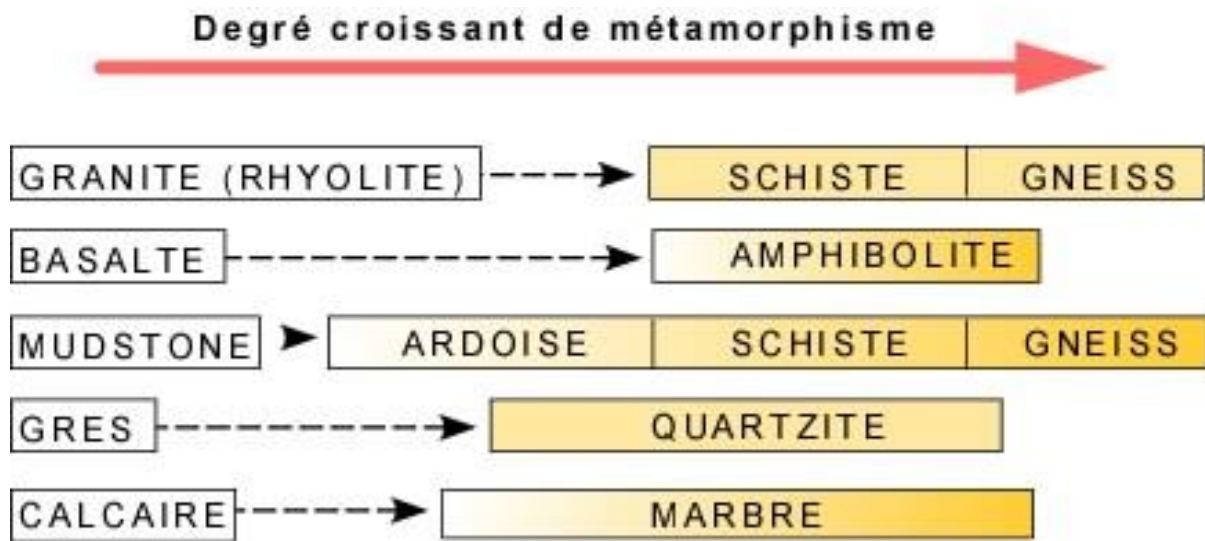 Degré croissant de métamorphisme
GRANITE (RHYOLITE) SCHISTE GNEISS
BASALTE AMPHIBOLITE
MUDSTONE ARDOISE SCHISTE GNEISS
GRES QUARTZITE
CALCAIRE MARBRE